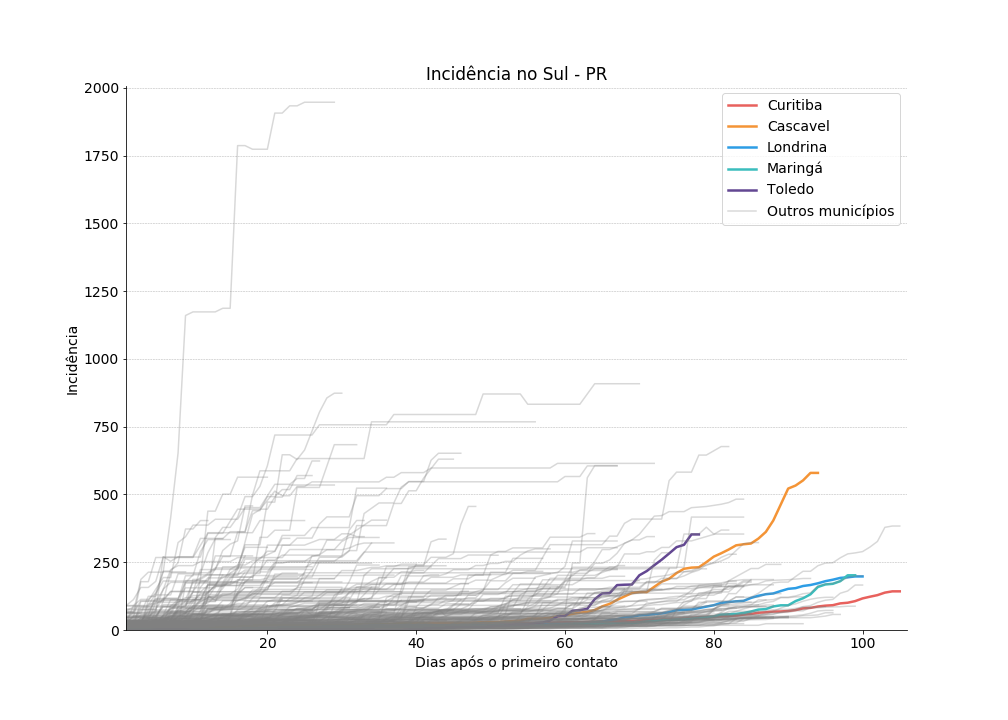 Incidência no Sul - PR
2000
1750
1500
1250
1000
750
500
250
0
Incidência
20
40
60
80
100
Dias após o primeiro contato
Curitiba
Cascavel
Londrina
Maringá
Toledo
Outros municípios